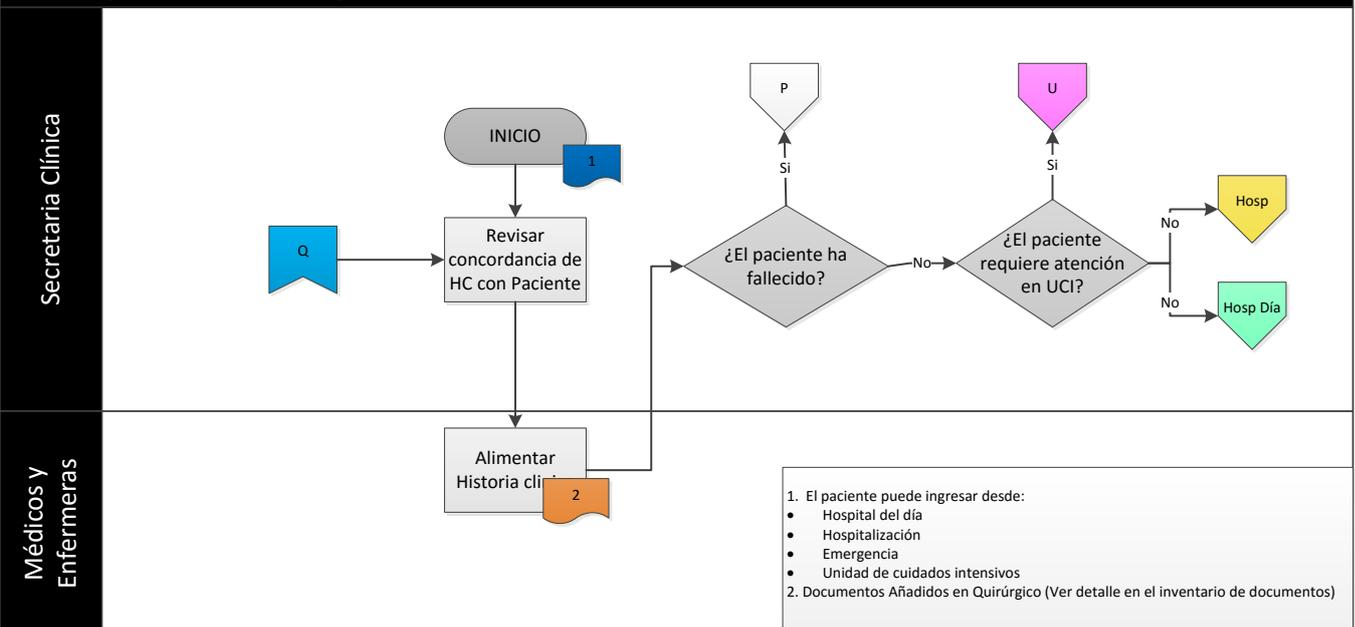 Secretaria Clínica
INICIO
1
Q
Revisar
concordancia de
HC con Paciente
P
Si
¿El paciente ha
fallecido?
No
U
Si
¿El paciente
requiere atención
en UCI?
No
Hosp
No
Hosp Día
Médicos y
Enfermeras
Alimentar
Historia
2
1. El paciente puede ingresar desde:
• Hospital del día
• Hospitalización
• Emergencia
• Unidad de cuidados intensivos
2. Documentos Añadidos en Quirúrgico (Ver detalle en el inventario de documentos)